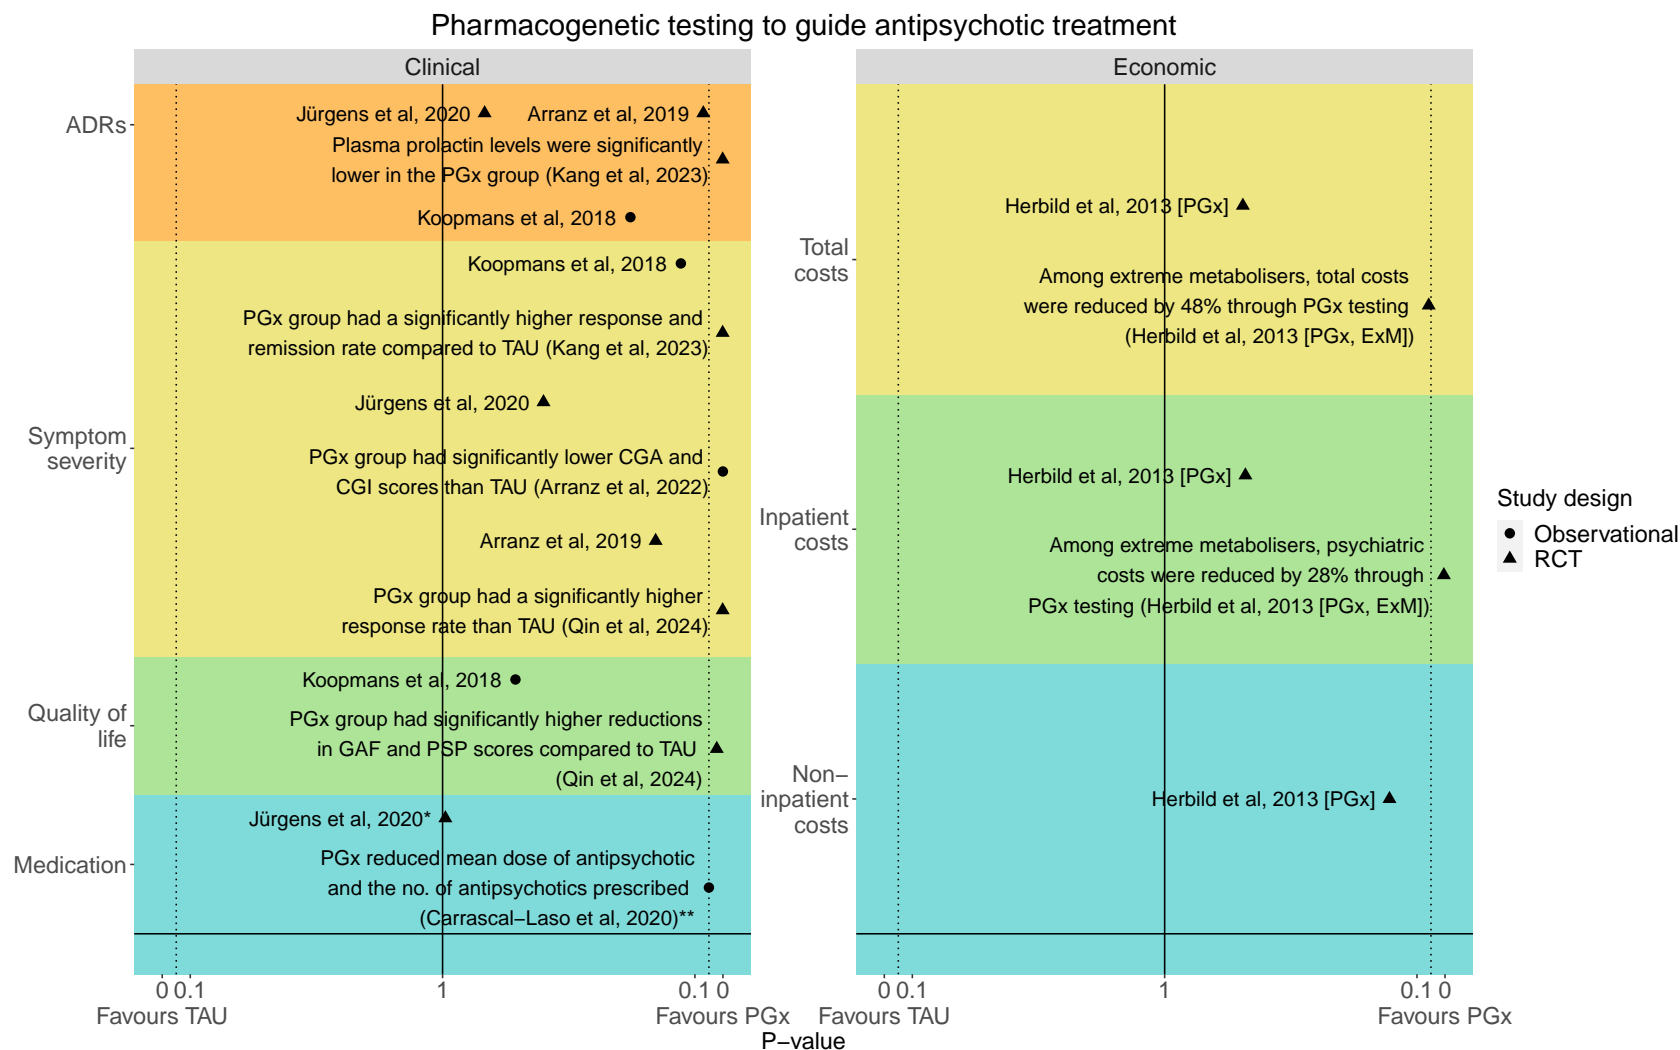 Pharmacogenetic testing to guide antipsychotic treatment
Clinical
ADRs
Jürgens et al, 2020
Arranz et al, 2019
Plasma prolactin levels were significantly
lower in the PGx group (Kang et al, 2023)
Koopmans et al, 2018
Symptom
severity
Koopmans et al, 2018
PGx group had a significantly higher response and
remission rate compared to TAU (Kang et al, 2023)
Jürgens et al, 2020
PGx group had significantly lower CGA and
CGI scores than TAU (Arranz et al, 2022)
Arranz et al, 2019
PGx group had a significantly higher
response rate than TAU (Qin et al, 2024)
Quality of
life
Koopmans et al, 2018
PGx group had significantly higher reductions
in GAF and PSP scores compared to TAU
(Qin et al, 2024)
Medication
Jürgens et al, 2020*
PGx reduced mean dose of antipsychotic
and the no. of antipsychotics prescribed
(Carrascal−Laso et al, 2020)**
0 0.1 1 0.1 0
Favours TAU Favours PGx
Economic
Total
costs
Herbild et al, 2013 [PGx]
Among extreme metabolisers, total costs
were reduced by 48% through PGx testing
(Herbild et al, 2013 [PGx, ExM])
Inpatient
costs
Herbild et al, 2013 [PGx]
Among extreme metabolisers, psychiatric
costs were reduced by 28% through
PGx testing (Herbild et al, 2013 [PGx, ExM])
Non−
inpatient
costs
Herbild et al, 2013 [PGx]
0 0.1 1 0.1 0
Favours TAU Favours PGx
P−value
Study design
Observational
RCT